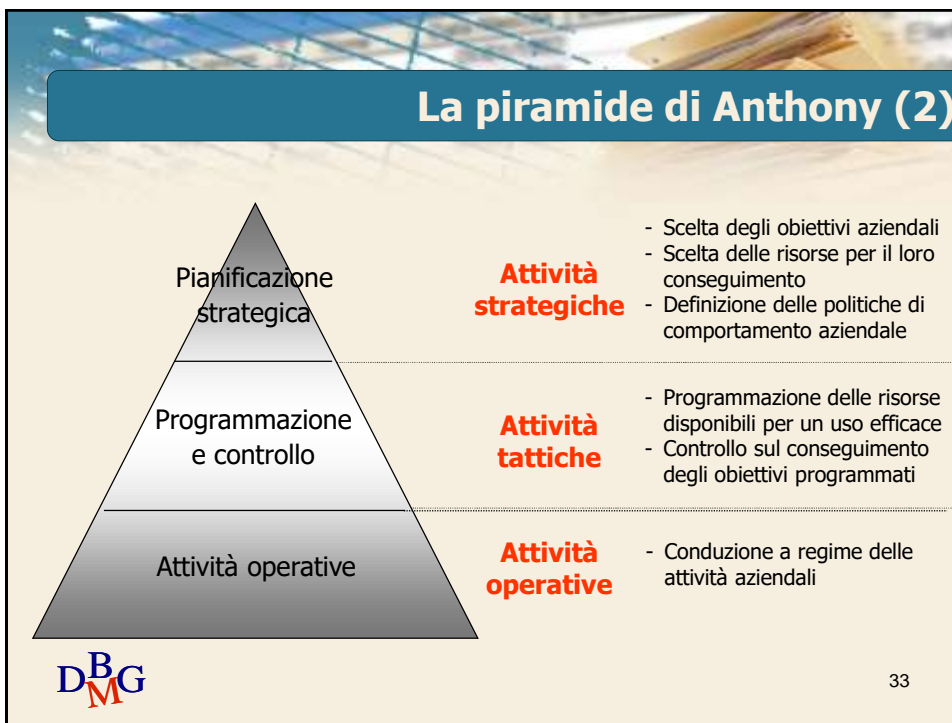 La piramide di Anthony (2)
Pianificazione
strategica
Attività
strategiche
- Scelta degli obiettivi aziendali
- Scelta delle risorse per il loro
conseguimento
- Definizione delle politiche di
comportamento aziendale
Programmazione
e controllo
Attività
tattiche
- Programmazione delle risorse
disponibili per un uso efficace
- Controllo sul conseguimento
degli obiettivi programmati
Attività operative
Attività
operative
- Conduzione a regime delle
attività aziendali
DBMG
33